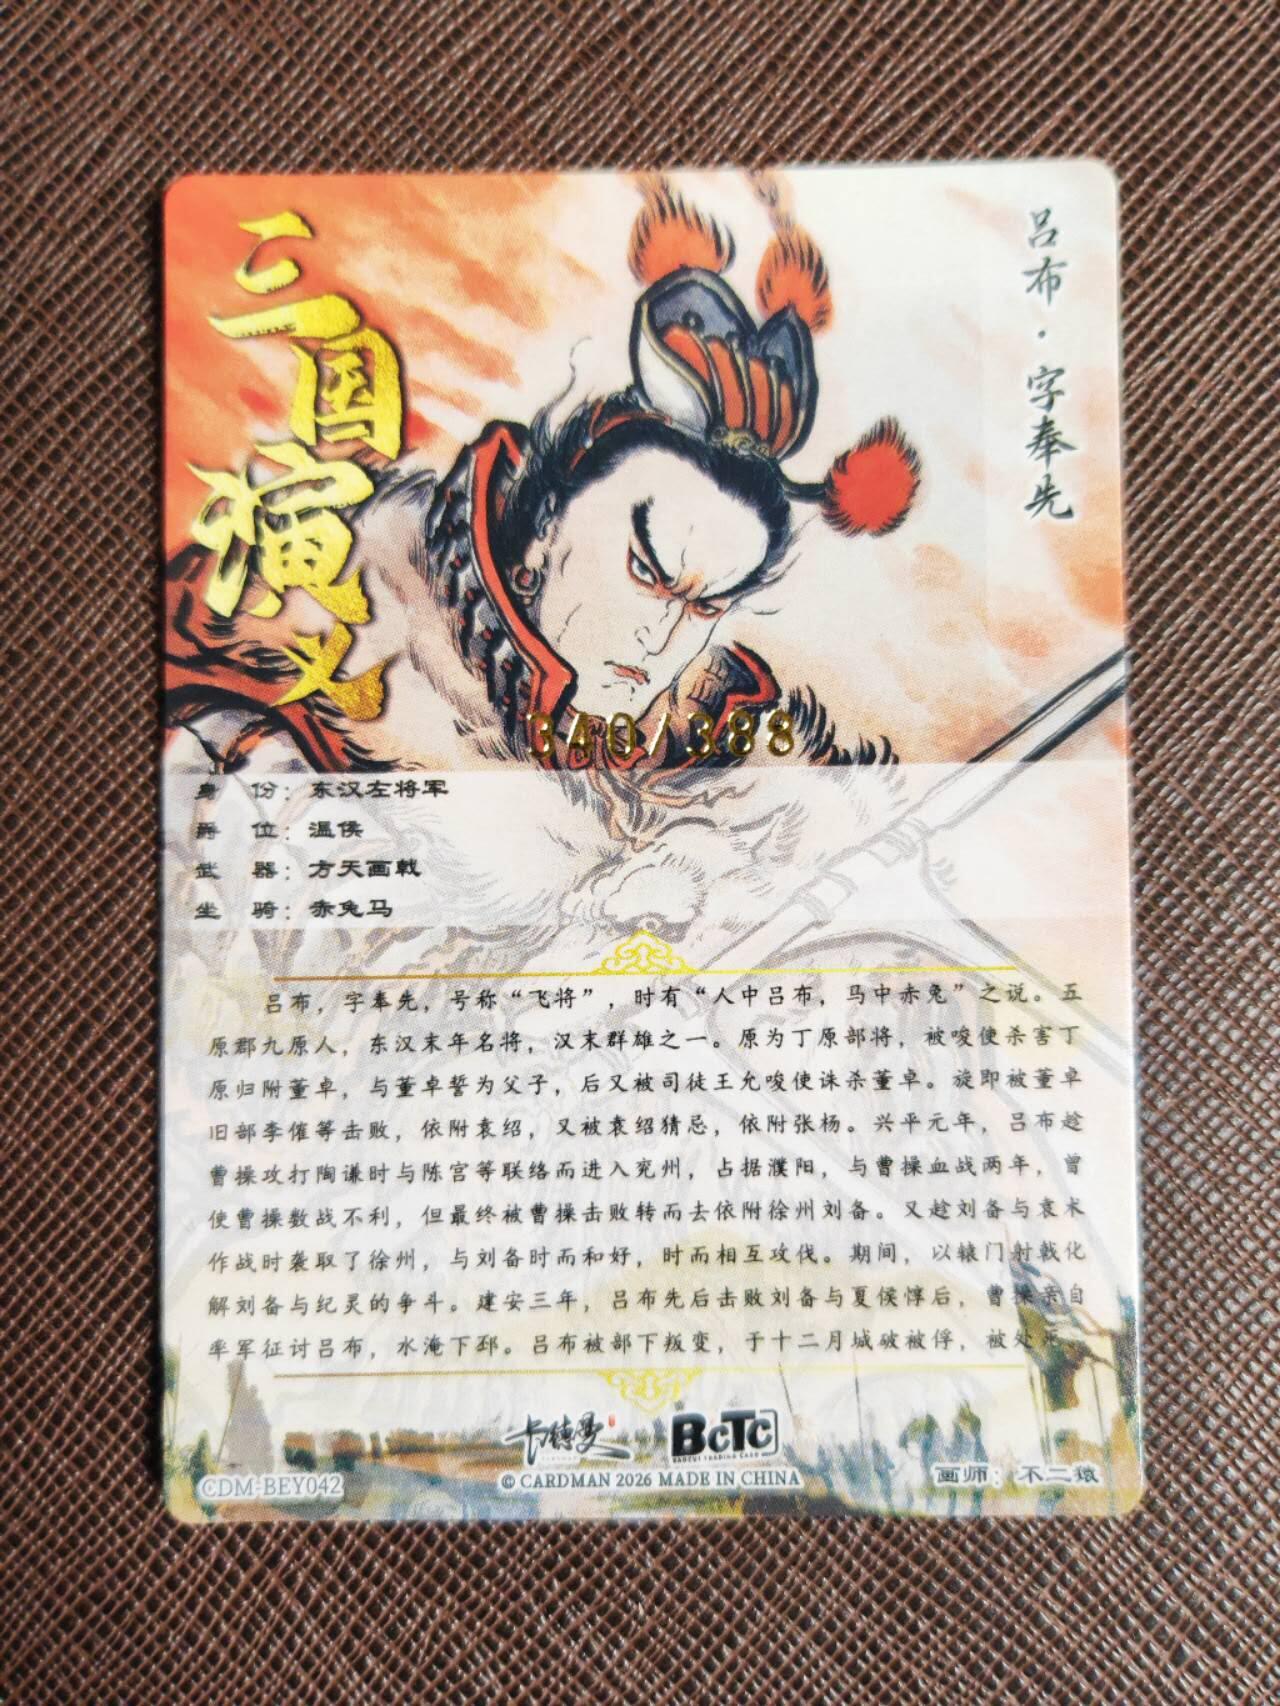 三国演义
吕布·字奉先
340/388
身 份：东汉左将军
爵 位：温侯
武 器：方天画戟
坐 骑：赤兔马
吕布，字奉先，号称“飞将”，时有“人中吕布，马中赤兔”之说。五
原郡九原人，东汉末年名将，汉末群雄之一。原为丁原部将，被唆使杀害丁
原归附董卓，与董卓誓为父子，后又被司徒王允唆使诛杀董卓。旋即被董卓
旧部李傕等击败，依附袁绍，又被袁绍猜忌，依附张杨。兴平元年，吕布趁
曹操攻打陶谦时与陈宫等联络而进入兖州，占据濮阳，与曹操血战两年，曾
使曹操数战不利，但最终被曹操击败转而去依附徐州刘备。又趁刘备与袁术
作战时袭取了徐州，与刘备时而和好，时而相互攻伐。期间，以辕门射戟化
解刘备与纪灵的争斗。建安三年，吕布先后击败刘备与夏侯惇后，曹操亲自
率军征讨吕布，水淹下邳。吕布被部下叛变，于十二月城破被俘，被处死
卡德曼
BCTC
CDM-BEY042
© CARDMAN 2026 MADE IN CHINA
画师：不二猿